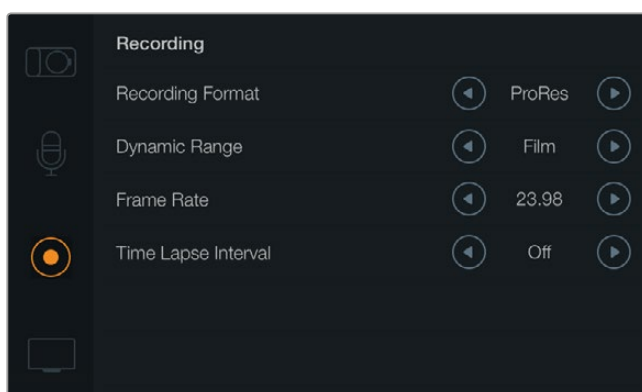 Recording
Recording Format ProRes
Dynamic Range Film
Frame Rate 23.98
Time Lapse Interval Off